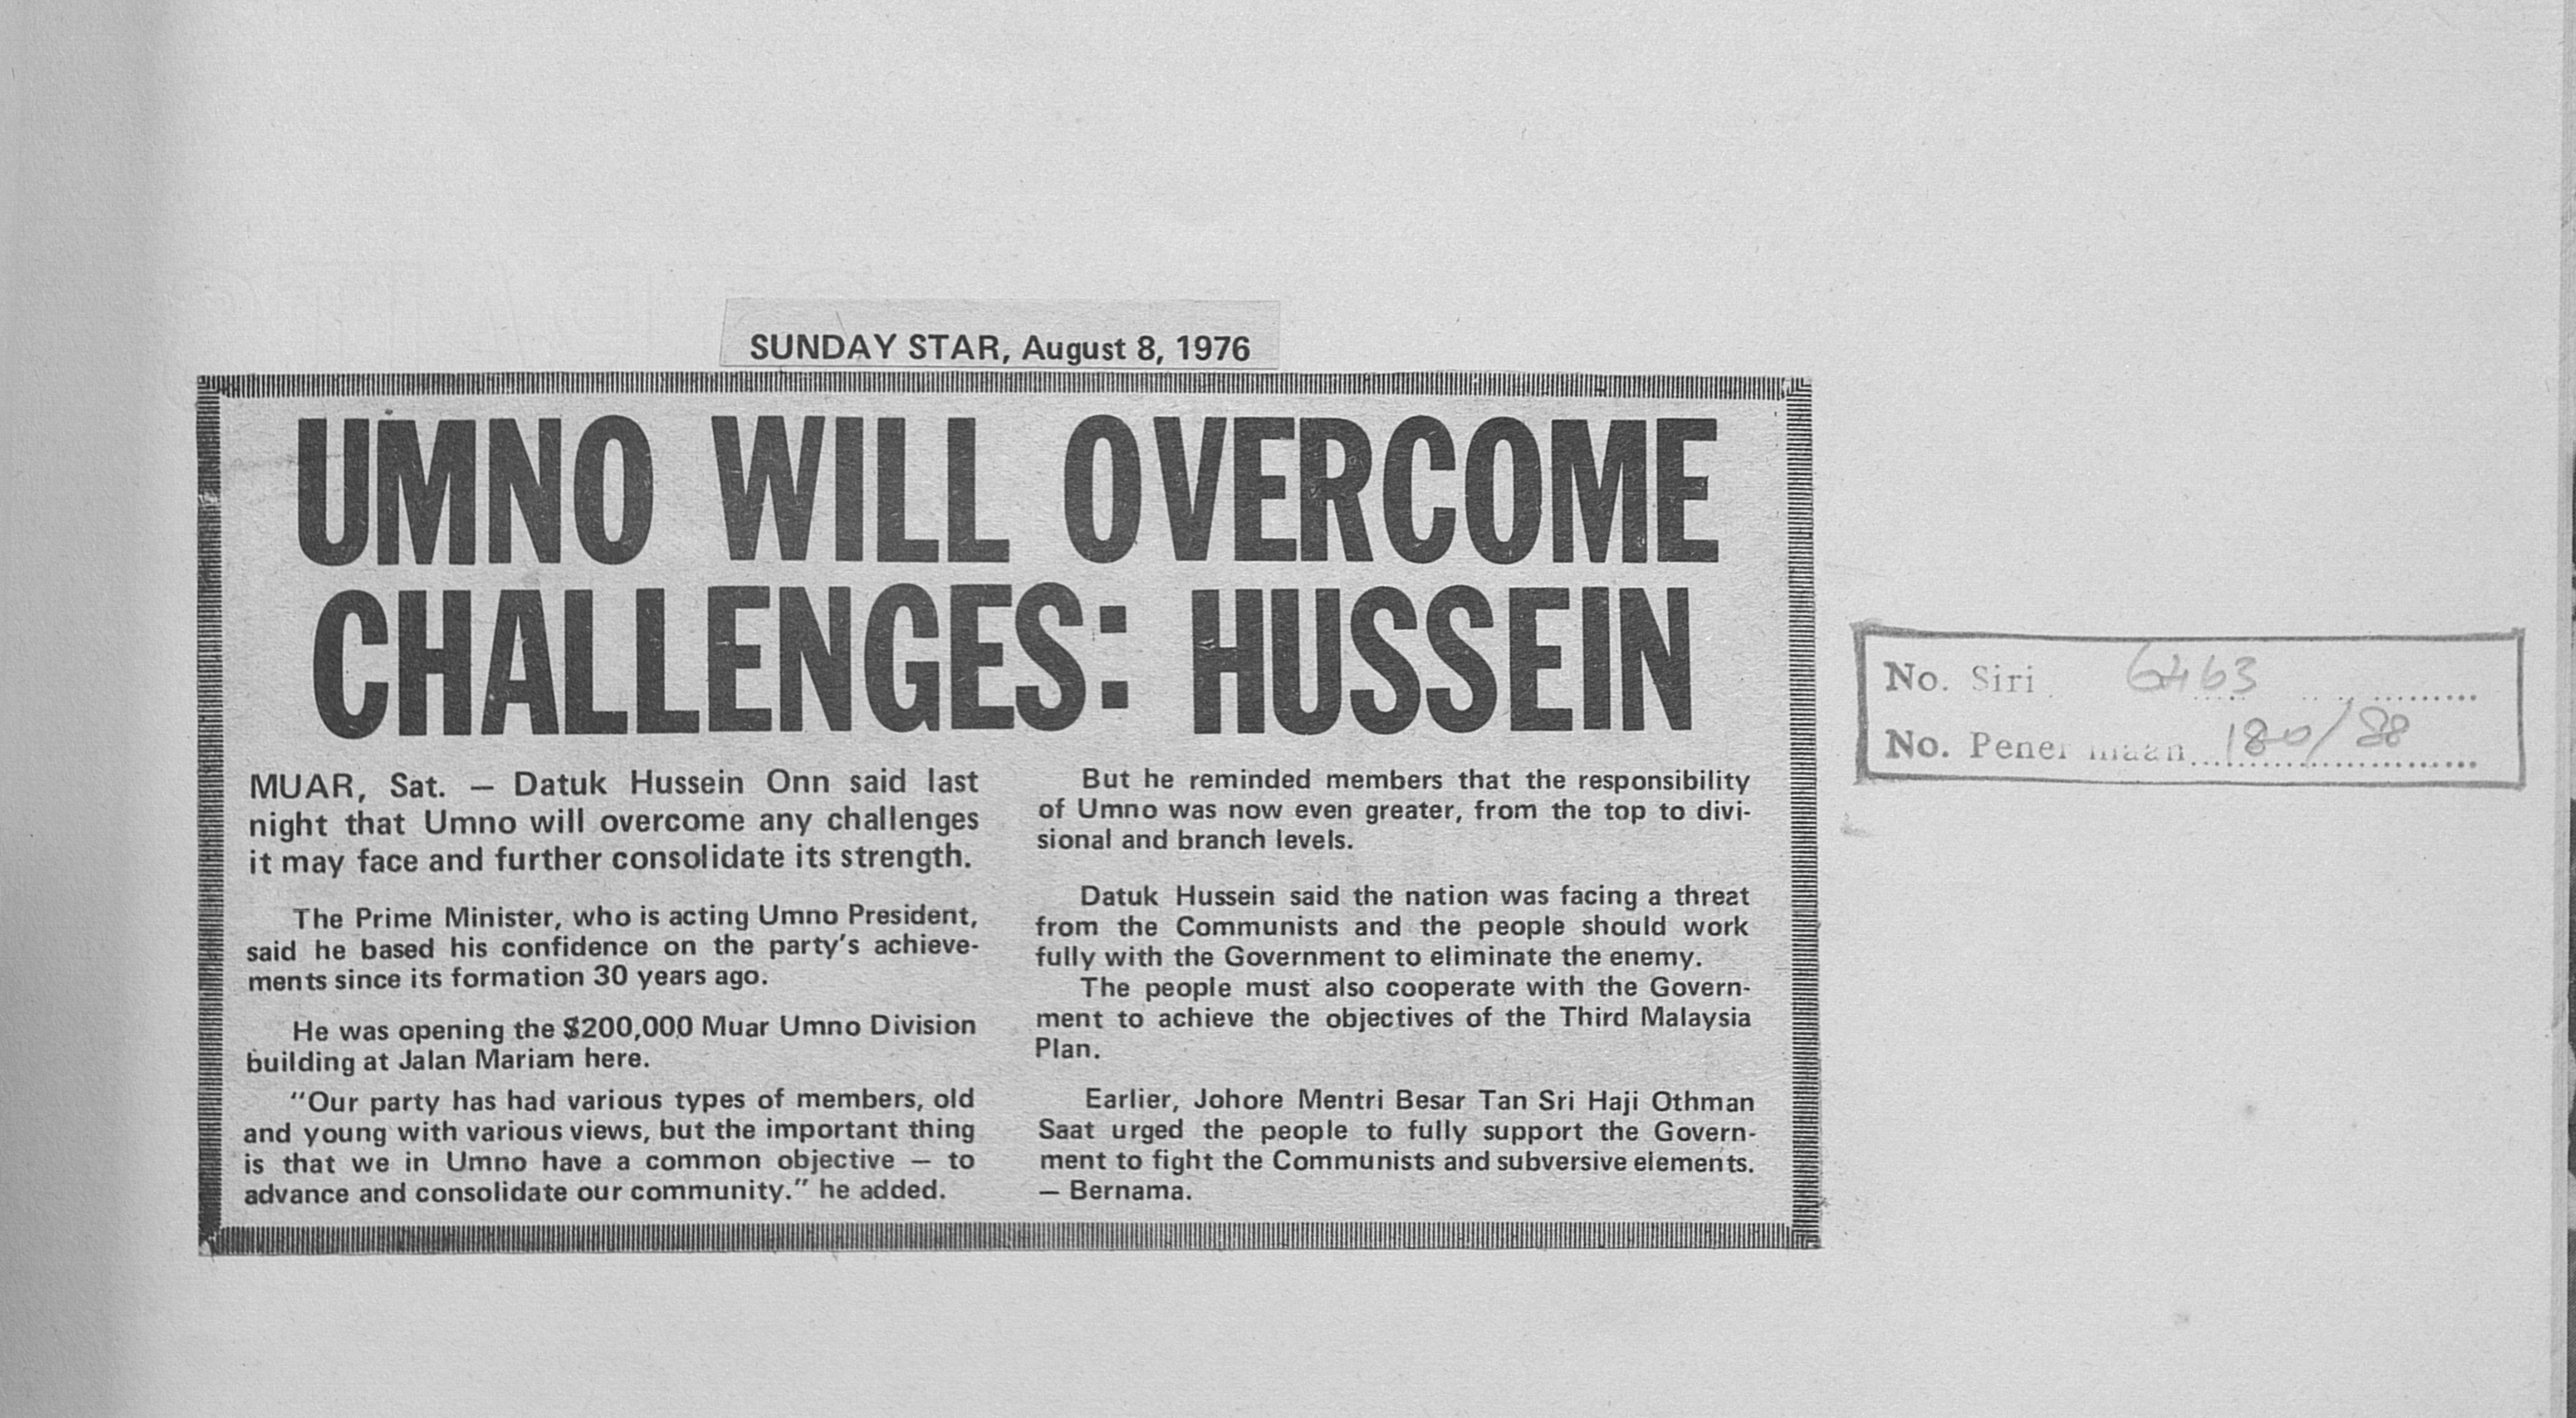 SUNDAY STAR, August 8, 1976
UMNO WILL OVERCOME
CHALLENGES: HUSSEIN
MUAR, Sat. — Datuk Hussein Onn said last
night that Umno will overcome any challenges
it may face and further consolidate its strength.
The Prime Minister, who is acting Umno President,
said he based his confidence on the party's achieve-
ments since its formation 30 years ago.
He was opening the $200,000 Muar Umno Division
building at Jalan Mariam here.
"Our party has had various types of members, old
and young with various views, but the important thing
is that we in Umno have a common objective — to
advance and consolidate our community." he added.
But he reminded members that the responsibility
of Umno was now even greater, from the top to divi-
sional and branch levels.
Datuk Hussein said the nation was facing a threat
from the Communists and the people should work
fully with the Government to eliminate the enemy.
The people must also cooperate with the Govern-
ment to achieve the objectives of the Third Malaysia
Plan.
Earlier, Johore Mentri Besar Tan Sri Haji Othman
Saat urged the people to fully support the Govern-
ment to fight the Communists and subversive elements.
— Bernama.
No. Siri 6463
No. Penerimaan 180/88